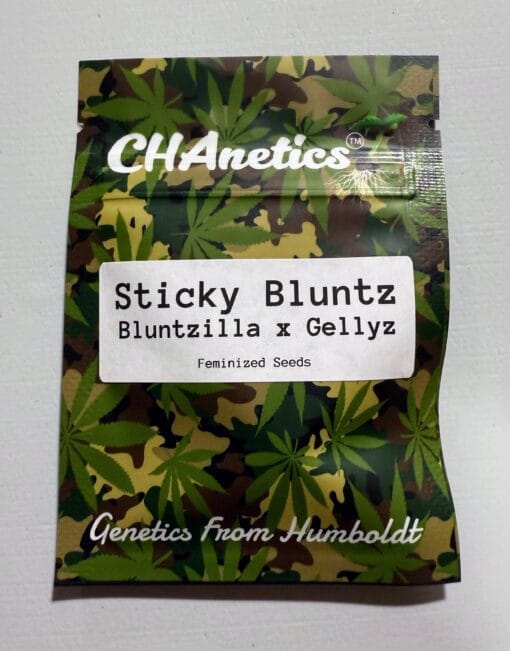 CHAnetics™
Sticky Bluntz
Bluntzilla x Gellyz
Feminized Seeds
Genetics From Humboldt